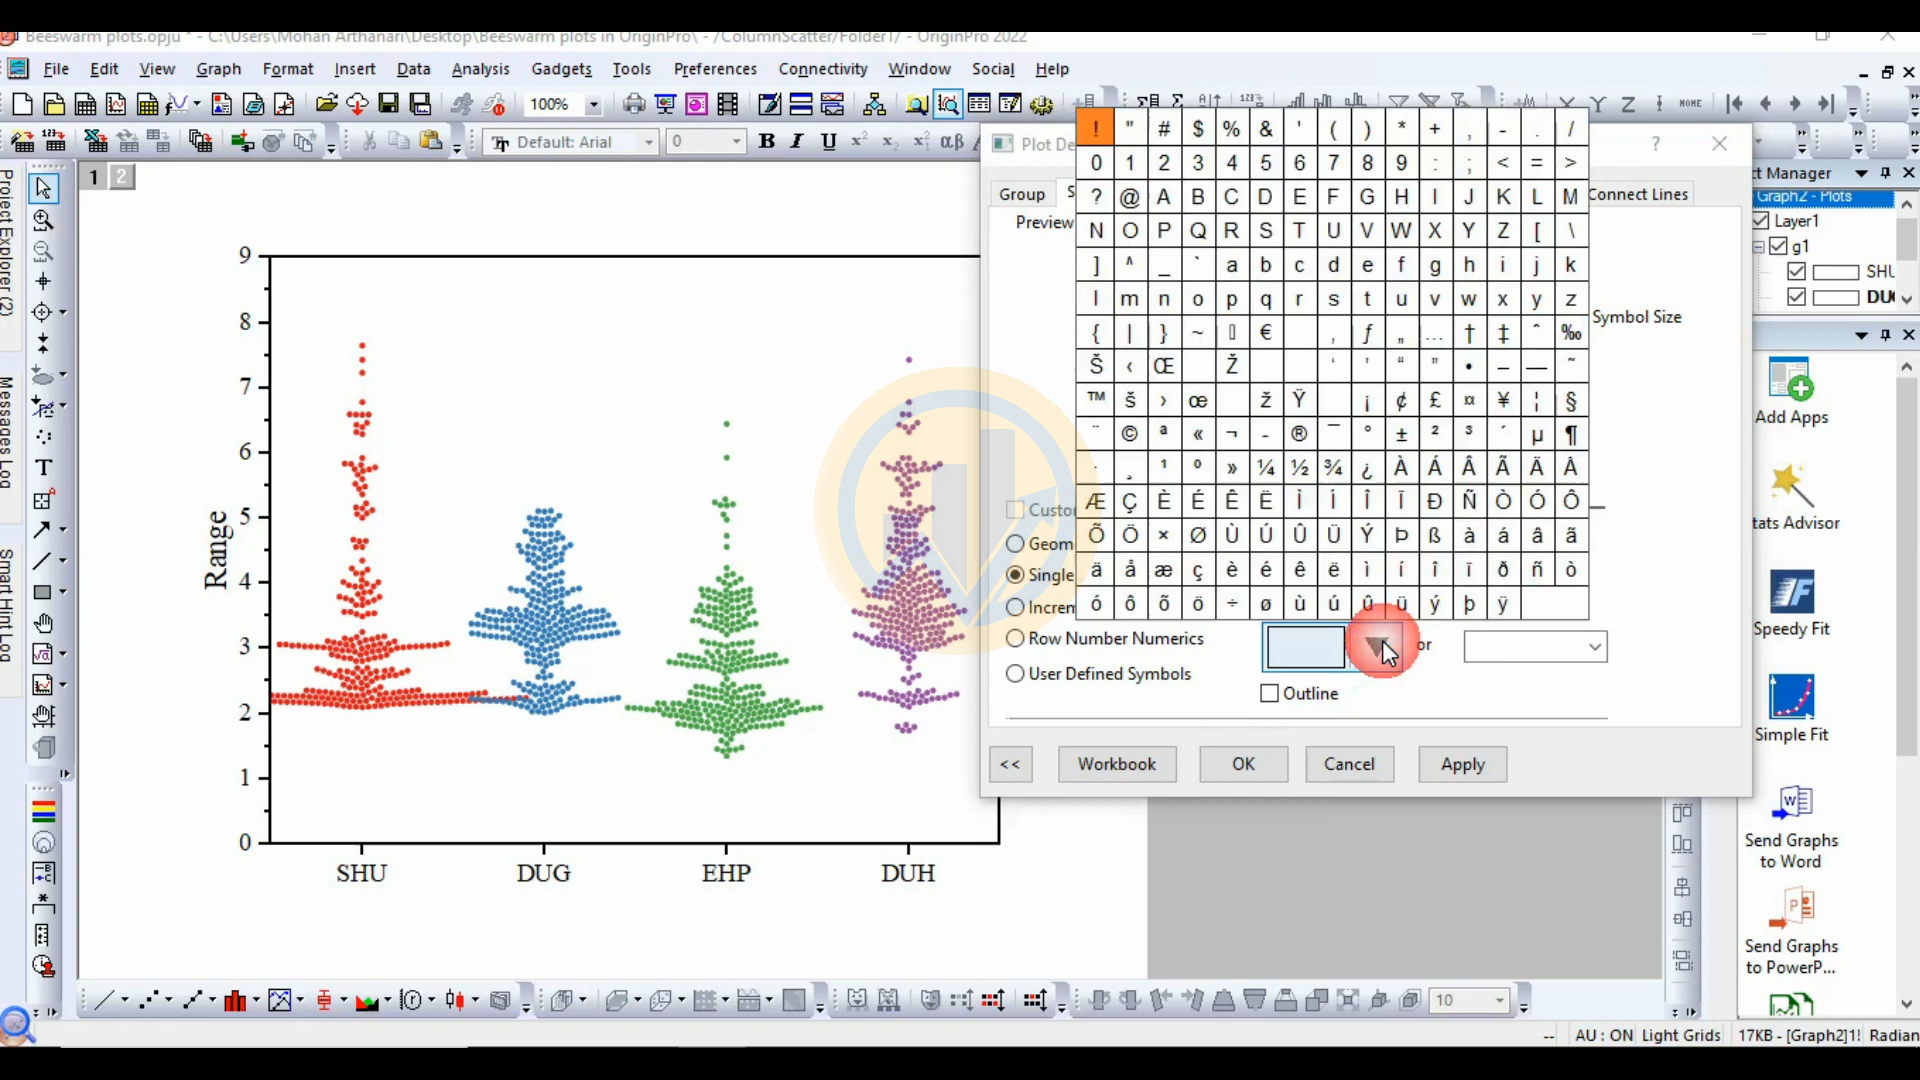 Beeswarm plots.opju * - C:\Users\Mohan Arthanari\Desktop\Beeswarm plots in OriginPro\ - /ColumnScatter/Folder1/ - OriginPro 2022
File Edit View Graph Format Insert Data Analysis Gadgets Tools Preferences Connectivity Window Social Help
100%
HOME
Default: Arial 0 B I U
Plot De
Project Explorer (2)
Messages Log
Smart Hint Log
1 2
Group
Connect Lines
Preview
! " # $ % & ' ( ) * + , - . /
0 1 2 3 4 5 6 7 8 9 : ; < = >
? @ A B C D E F G H I J K L M
N O P Q R S T U V W X Y Z [ \
] ^ _ ` a b c d e f g h i j k
l m n o p q r s t u v w x y z
{ | } ~ € ‚ ƒ „ … † ‡ ˆ ‰
Š ‹ Œ Ž ‘ ’ “ ” • – — ˜
™ š › œ ž Ÿ ¡ ¢ £ ¤ ¥ ¦ §
¨ © ª « ¬ - ® ¯ ° ± ² ³ ´ µ ¶
· ¸ ¹ º » ¼ ½ ¾ ¿ À Á Â Ã Ä Å
Æ Ç È É Ê Ë Ì Í Î Ï Ð Ñ Ò Ó Ô
Õ Ö × Ø Ù Ú Û Ü Ý Þ ß à á â ã
ä å æ ç è é ê ë ì í î ï ð ñ ò
ó ô õ ö ÷ ø ù ú û ü ý þ ÿ
Symbol Size
Custo
Geom
Single
Increm
Row Number Numerics
or
User Defined Symbols
Outline
<< Workbook OK Cancel Apply
ct Manager
Graph2 - Plots
Layer1
g1
SHU
DUG
Add Apps
tats Advisor
Speedy Fit
Simple Fit
Send Graphs
to Word
Send Graphs
to PowerP...
Range
9
8
7
6
5
4
3
2
1
0
SHU DUG EHP DUH
10
-- AU : ON Light Grids 17KB - [Graph2]1! Radian